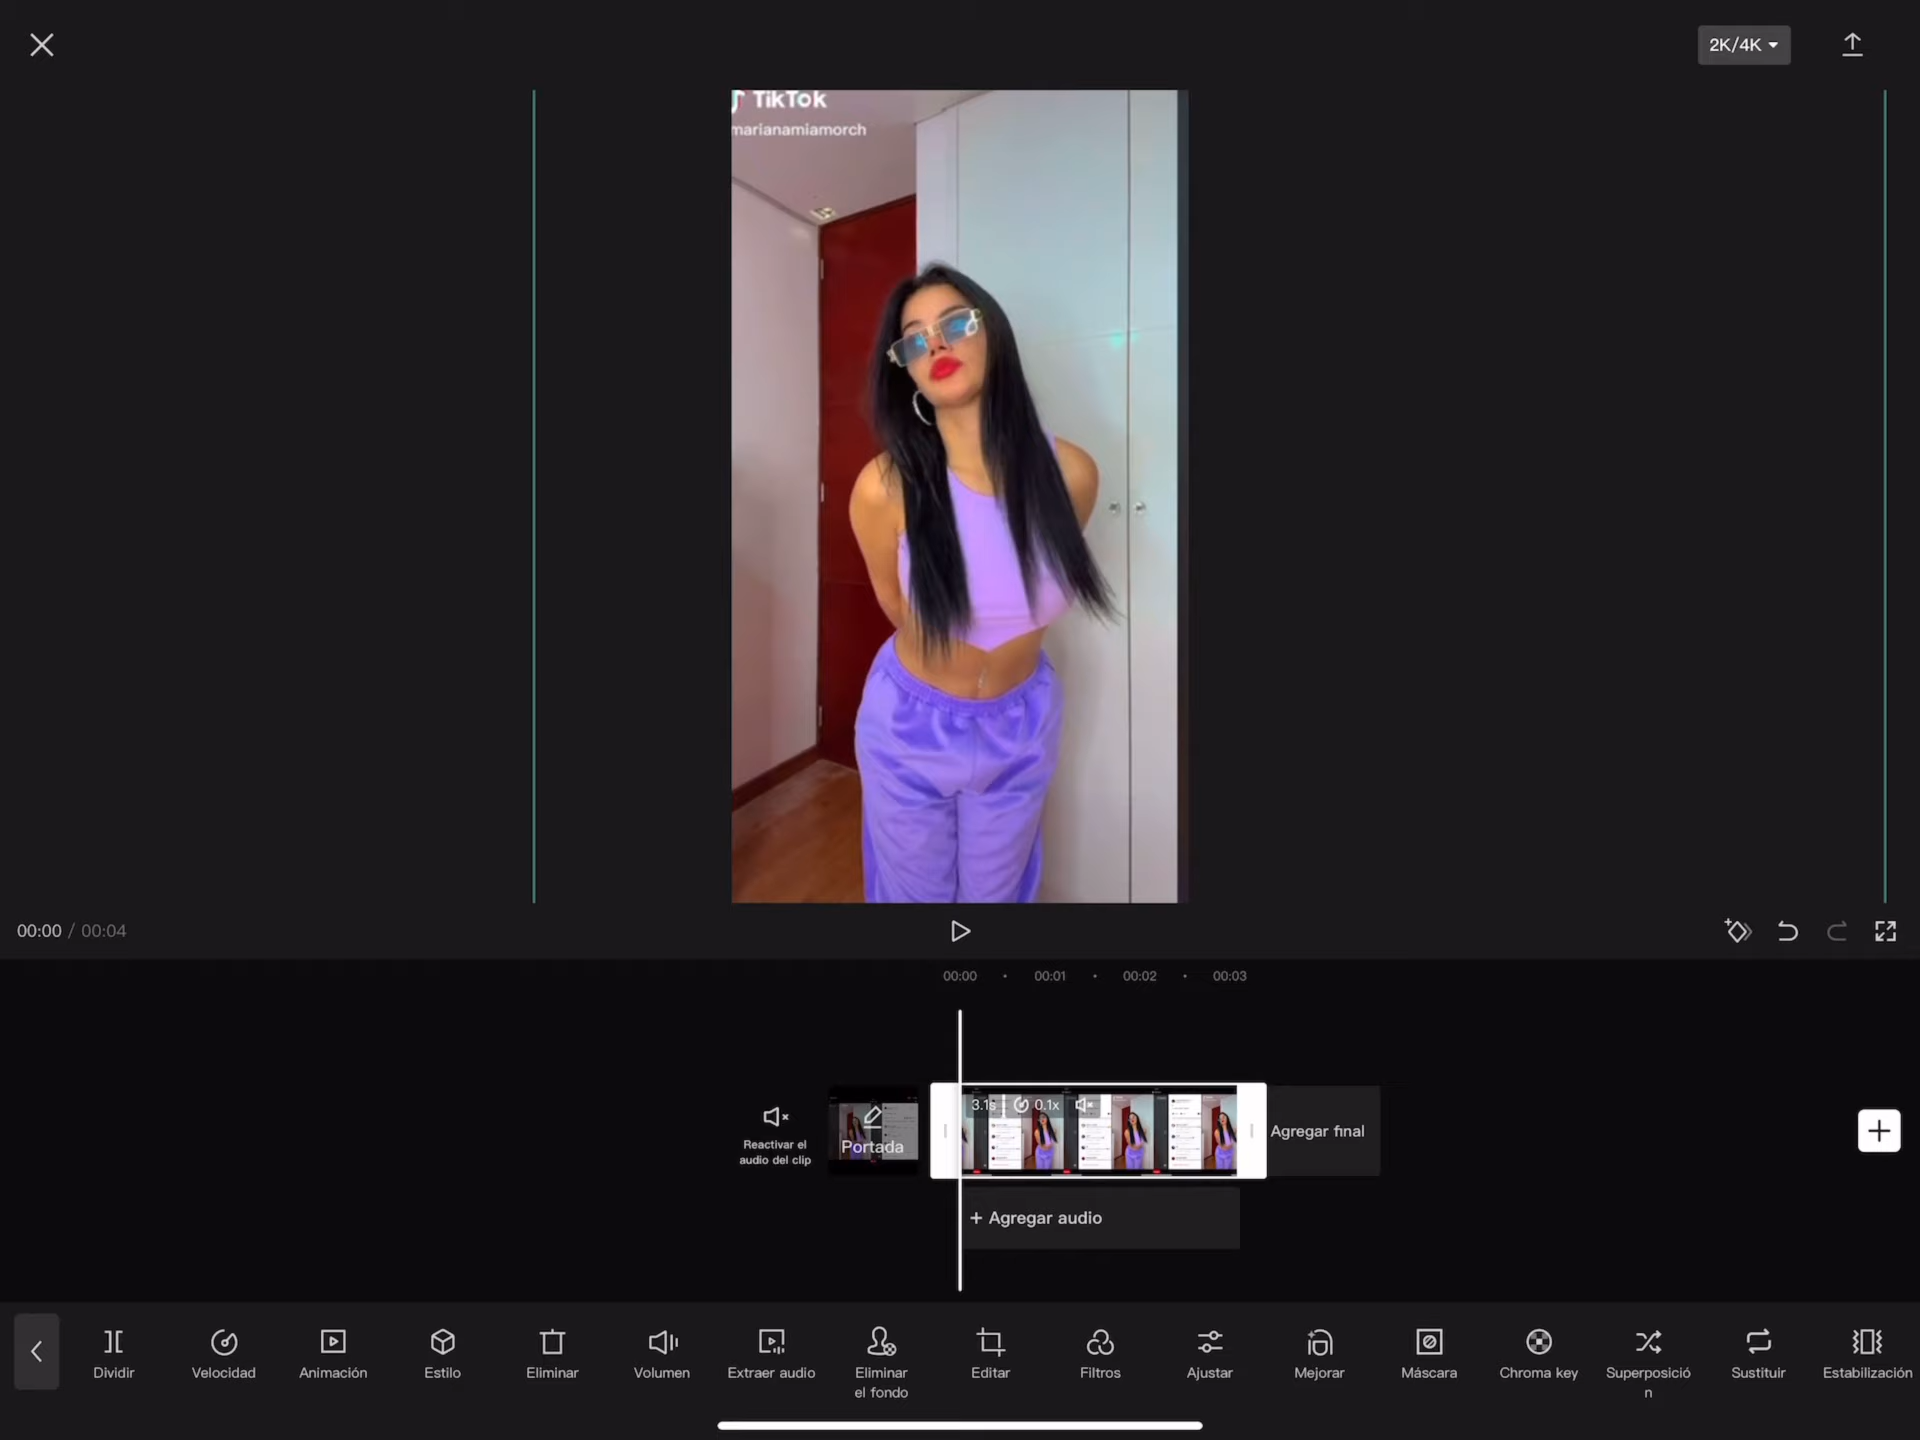 2K/4K
TikTok
marianamiamorch
00:00 / 00:04
00:00 · 00:01 · 00:02 · 00:03
3.1s 0.1x
Reactivar el
audio del clip
Portada
Agregar final
+ Agregar audio
Dividir
Velocidad
Animación
Estilo
Eliminar
Volumen
Extraer audio
Eliminar
el fondo
Editar
Filtros
Ajustar
Mejorar
Máscara
Chroma key
Superposició
n
Sustituir
Estabilización